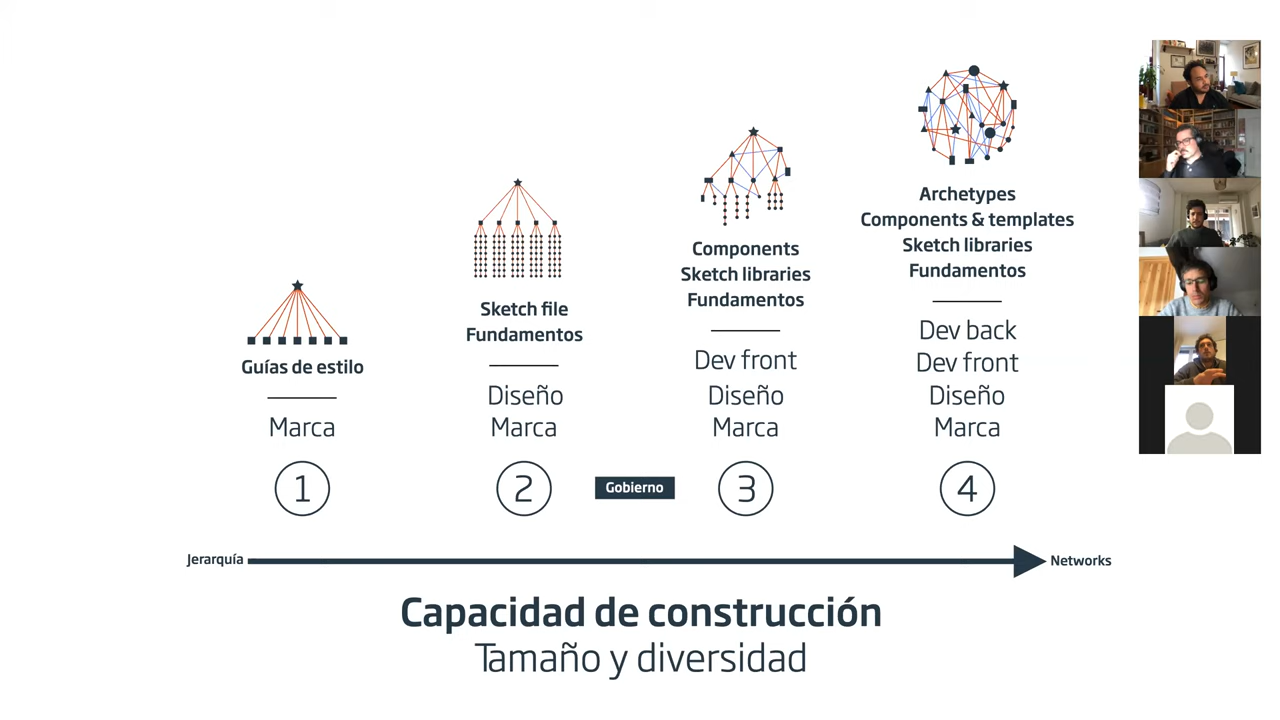 Guías de estilo
Marca
1
Sketch file
Fundamentos
Diseño
Marca
2
Gobierno
Components
Sketch libraries
Fundamentos
Dev front
Diseño
Marca
3
Archetypes
Components & templates
Sketch libraries
Fundamentos
Dev back
Dev front
Diseño
Marca
4
Jerarquía
Networks
Capacidad de construcción
Tamaño y diversidad